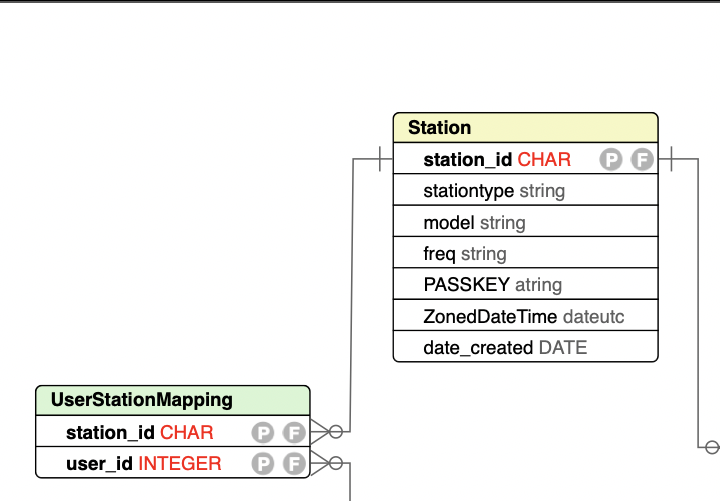 Station
station_id CHAR P F
stationtype string
model string
freq string
PASSKEY atring
ZonedDateTime dateutc
date_created DATE
UserStationMapping
station_id CHAR P F
user_id INTEGER P F